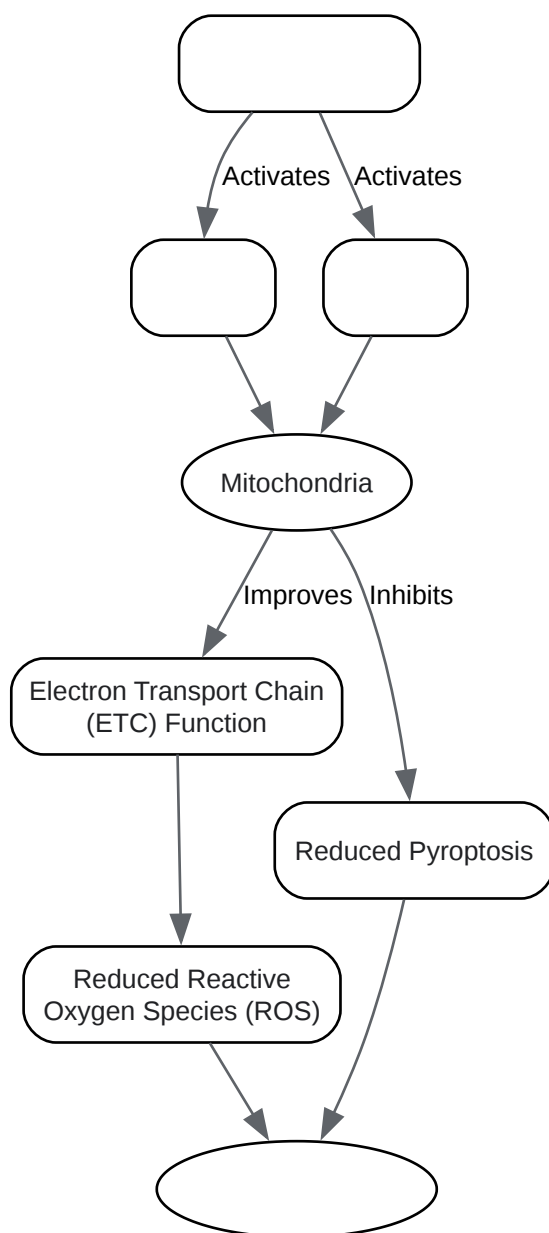 Activates
Activates
Mitochondria
Improves
Inhibits
Electron Transport Chain
(ETC) Function
Reduced Pyroptosis
Reduced Reactive
Oxygen Species (ROS)